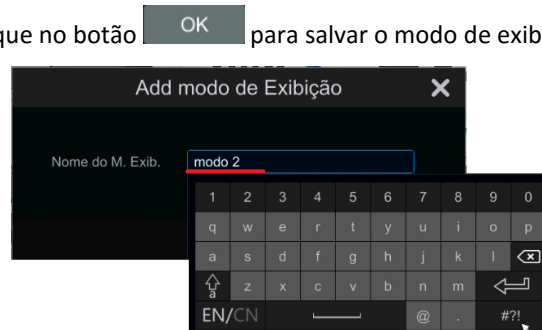 que no botão OK para salvar o modo de exib
Add modo de Exibição X
Nome do M. Exib. modo 2
1 2 3 4 5 6 7 8 9 0
q w e r t y u i o p
a s d f g h j k l
a z x c v b n m
EN/CN @ . #?!